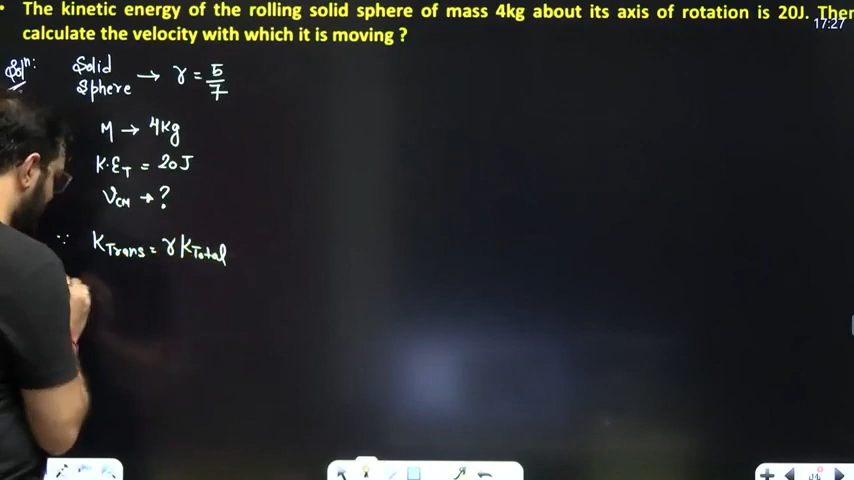 • The kinetic energy of the rolling solid sphere of mass 4kg about its axis of rotation is 20J. Then
17:27
calculate the velocity with which it is moving ?
Solⁿ: Solid Sphere → γ = 5/7
M → 4kg
K.E_T = 20J
V_CM → ?
∵ K_Trans = γ K_Total